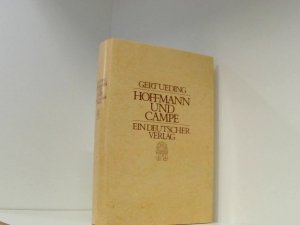 GERT UEDING
HOFFMANN
UND
CAMPE
EIN DEUTSCHER
VERLAG